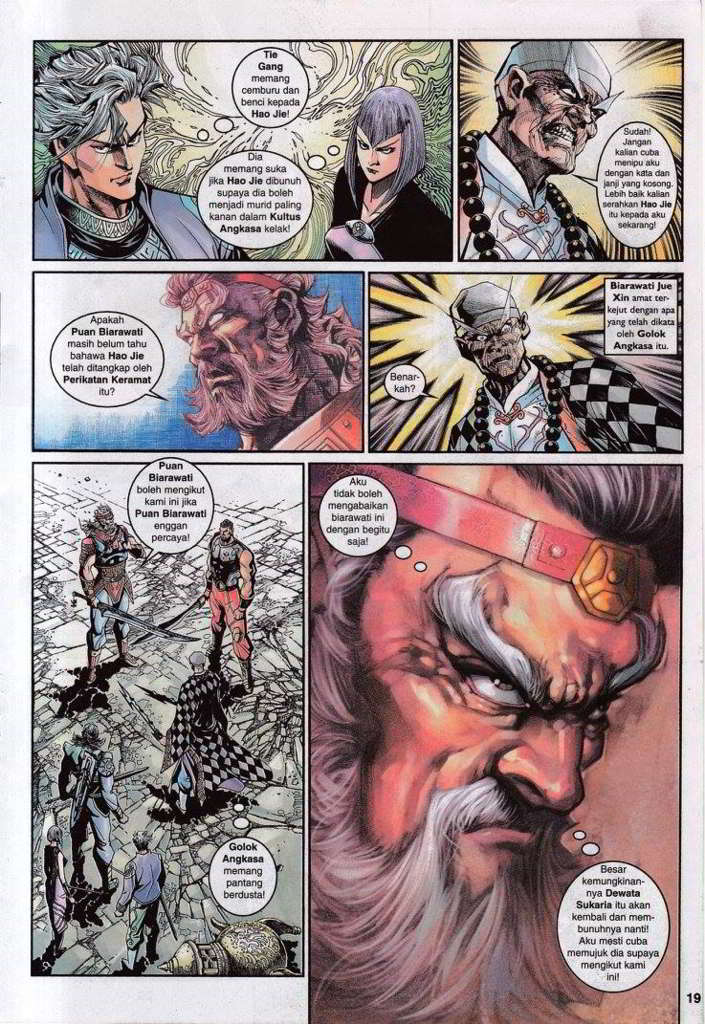 Tie
Gang
memang
cemburu dan
benci kepada
Hao Jie!
Dia
memang suka
jika Hao Jie dibunuh
supaya dia boleh
menjadi murid paling
kanan dalam Kultus
Angkasa kelak!
Sudah!
Jangan
kalian cuba
menipu aku
dengan kata dan
janji yang kosong.
Lebih baik kalian
serahkan Hao Jie
itu kepada aku
sekarang!
Apakah
Puan Biarawati
masih belum tahu
bahawa Hao Jie
telah ditangkap oleh
Perikatan Keramat
itu?
Benar-
kah?
Biarawati Jue
Xin amat ter-
kejut dengan apa
yang telah dikata
oleh Golok
Angkasa itu.
Puan
Biarawati
boleh mengikut
kami ini jika
Puan Biarawati
enggan
percaya!
Golok
Angkasa
memang
pantang
berdusta!
Aku
tidak boleh
mengabaikan
biarawati ini
dengan begitu
saja!
Besar
kemungkinan-
nya Dewata
Sukaria itu akan
kembali dan mem-
bunuhnya nanti!
Aku mesti cuba
memujuk dia supaya
mengikut kami
ini!
19